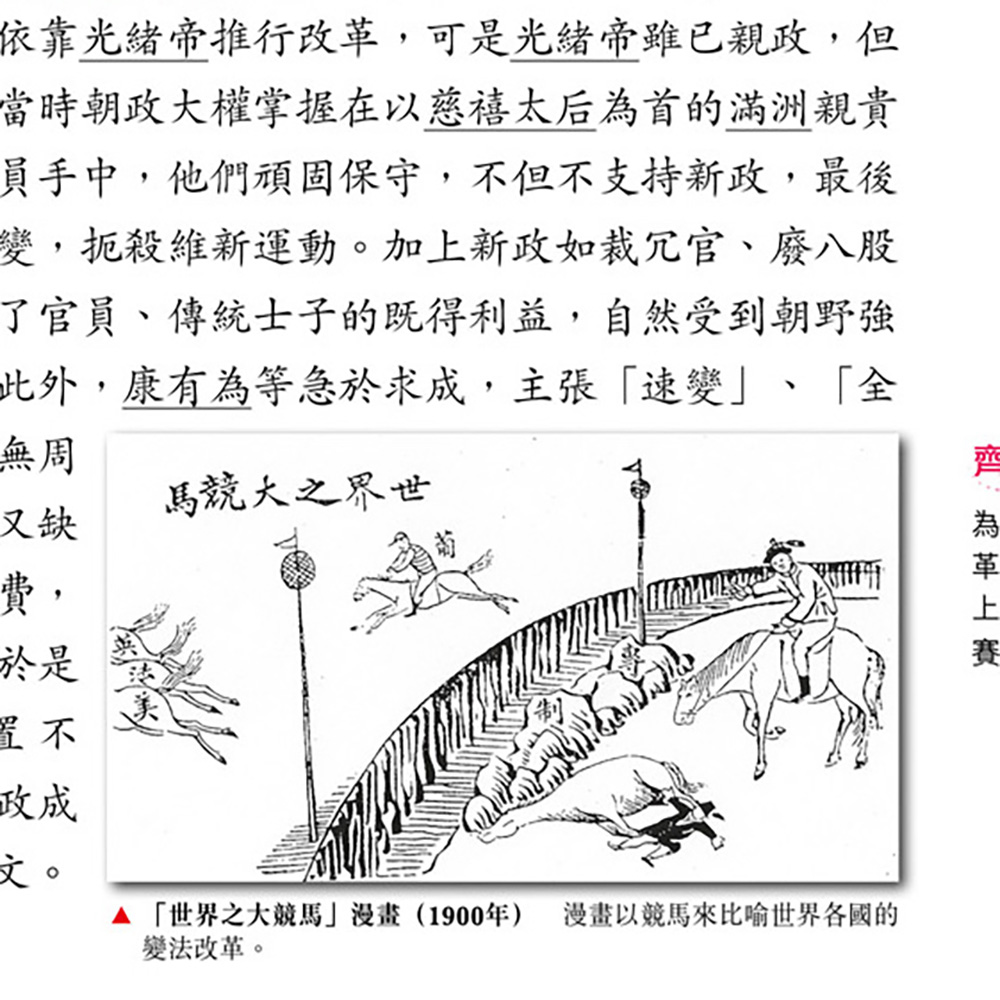 依靠光緒帝推行改革，可是光緒帝雖已親政，但
當時朝政大權掌握在以慈禧太后為首的滿洲親貴
員手中，他們頑固保守，不但不支持新政，最後
變，扼殺維新運動。加上新政如裁冗官、廢八股
了官員、傳統士子的既得利益，自然受到朝野強
此外，康有為等急於求成，主張「速變」、「全
無周
又缺
費，
於是
置不
政成
文。
世界之大競馬
葡
英
法
美
舊
制
▲「世界之大競馬」漫畫（1900年）　漫畫以競馬來比喻世界各國的
變法改革。
齊
為
革
上
賽